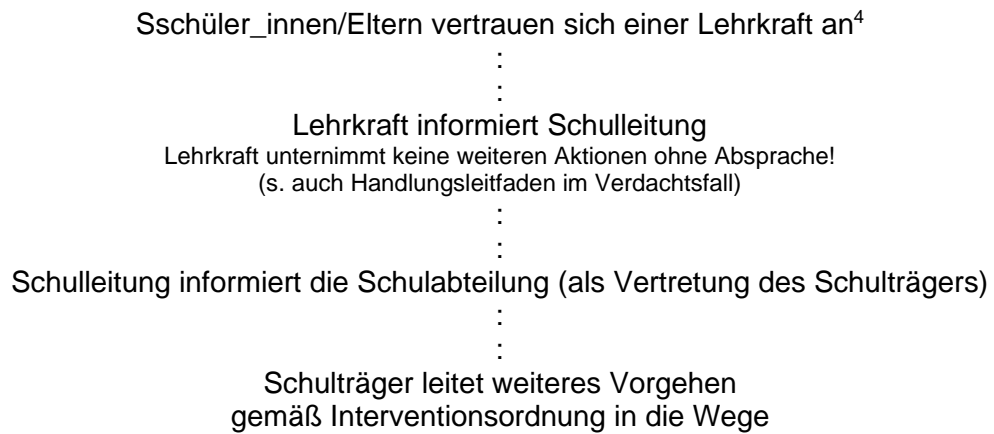 Sschüler_innen/Eltern vertrauen sich einer Lehrkraft an⁴
:
:
Lehrkraft informiert Schulleitung
Lehrkraft unternimmt keine weiteren Aktionen ohne Absprache!
(s. auch Handlungsleitfaden im Verdachtsfall)
:
:
Schulleitung informiert die Schulabteilung (als Vertretung des Schulträgers)
:
:
Schulträger leitet weiteres Vorgehen
gemäß Interventionsordnung in die Wege